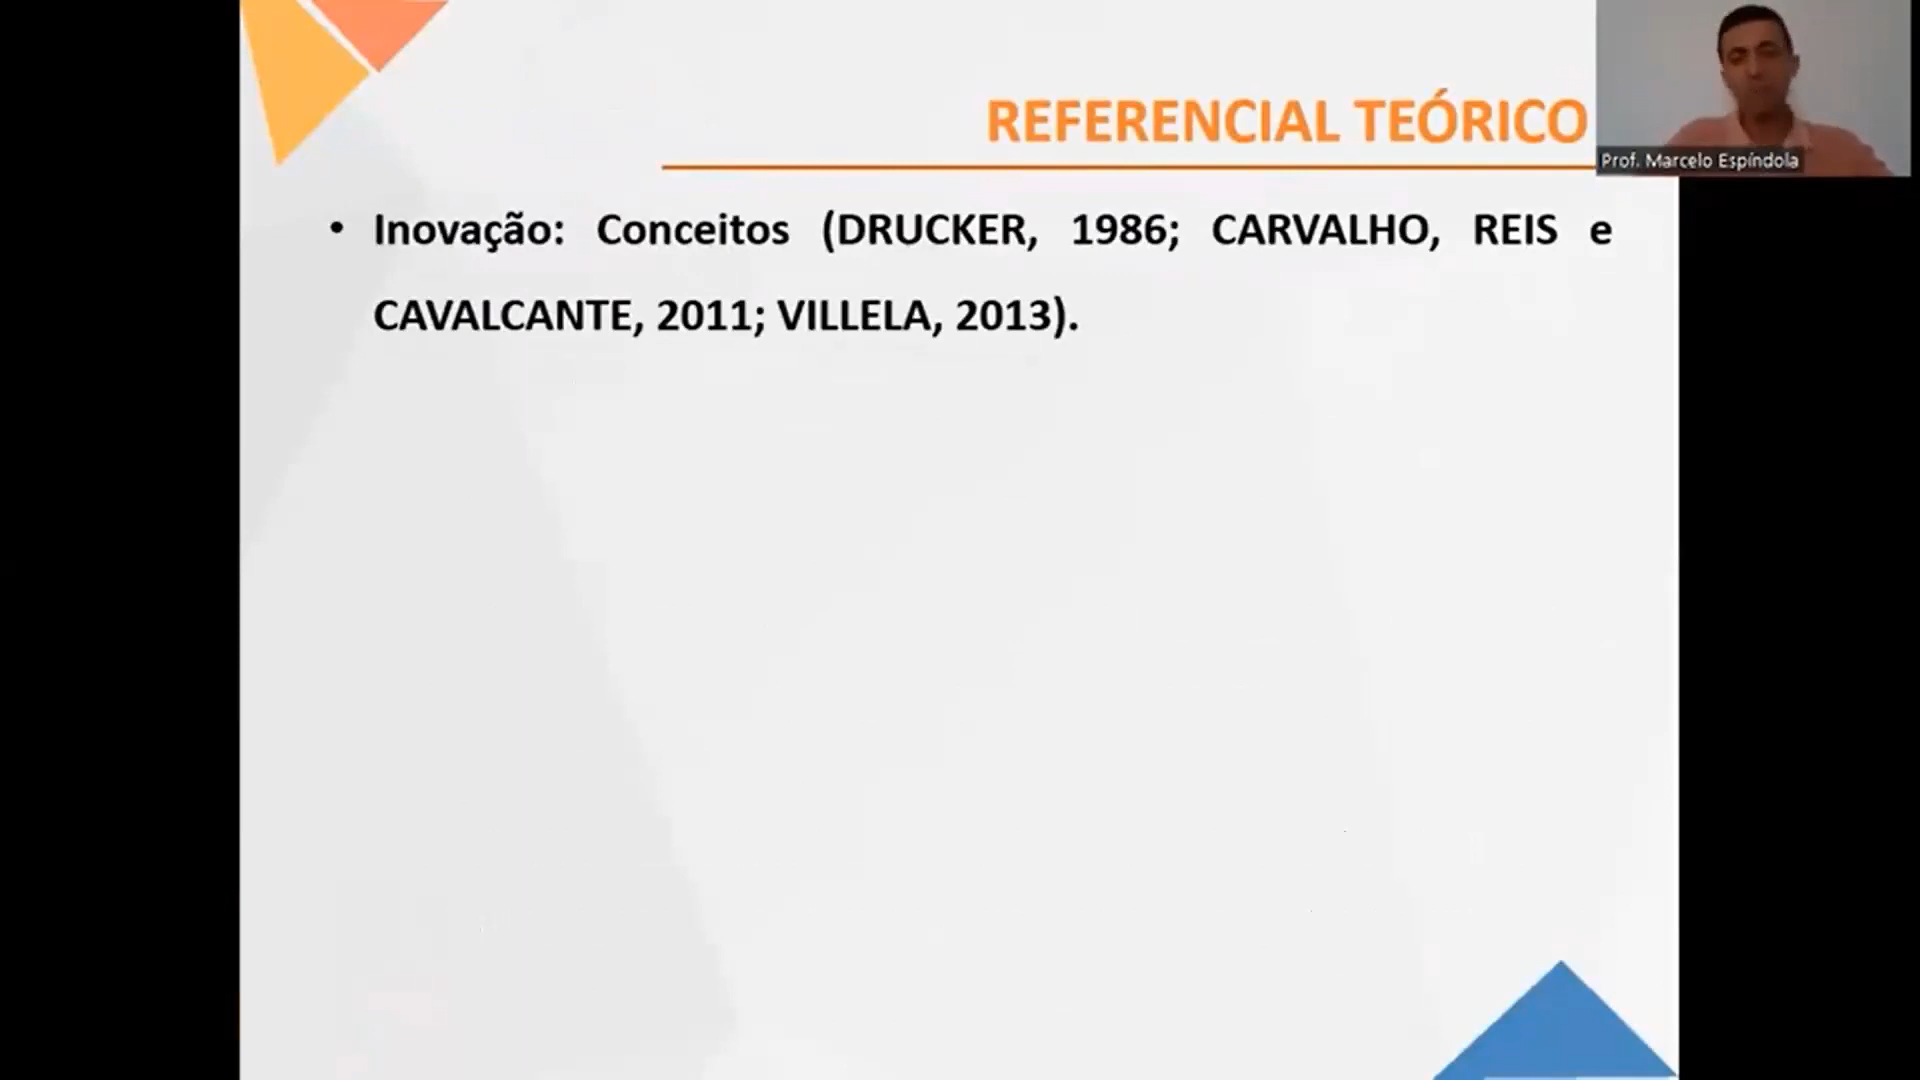 REFERENCIAL TEÓRICO
Prof. Marcelo Espíndola
• Inovação: Conceitos (DRUCKER, 1986; CARVALHO, REIS e
CAVALCANTE, 2011; VILLELA, 2013).